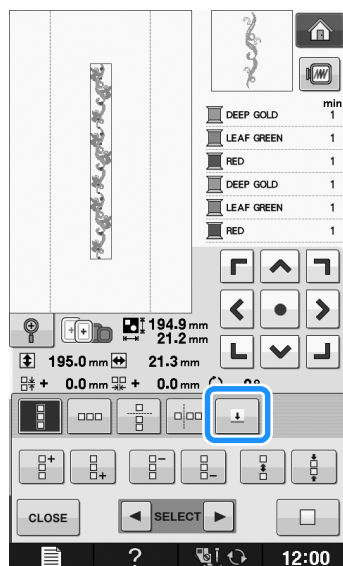 min
DEEP GOLD 1
LEAF GREEN 1
RED 1
DEEP GOLD 1
LEAF GREEN 1
RED 1
194.9 mm
21.2 mm
195.0 mm 21.3 mm
+ 0.0 mm + 0.0 mm 0°
CLOSE SELECT
? 12:00